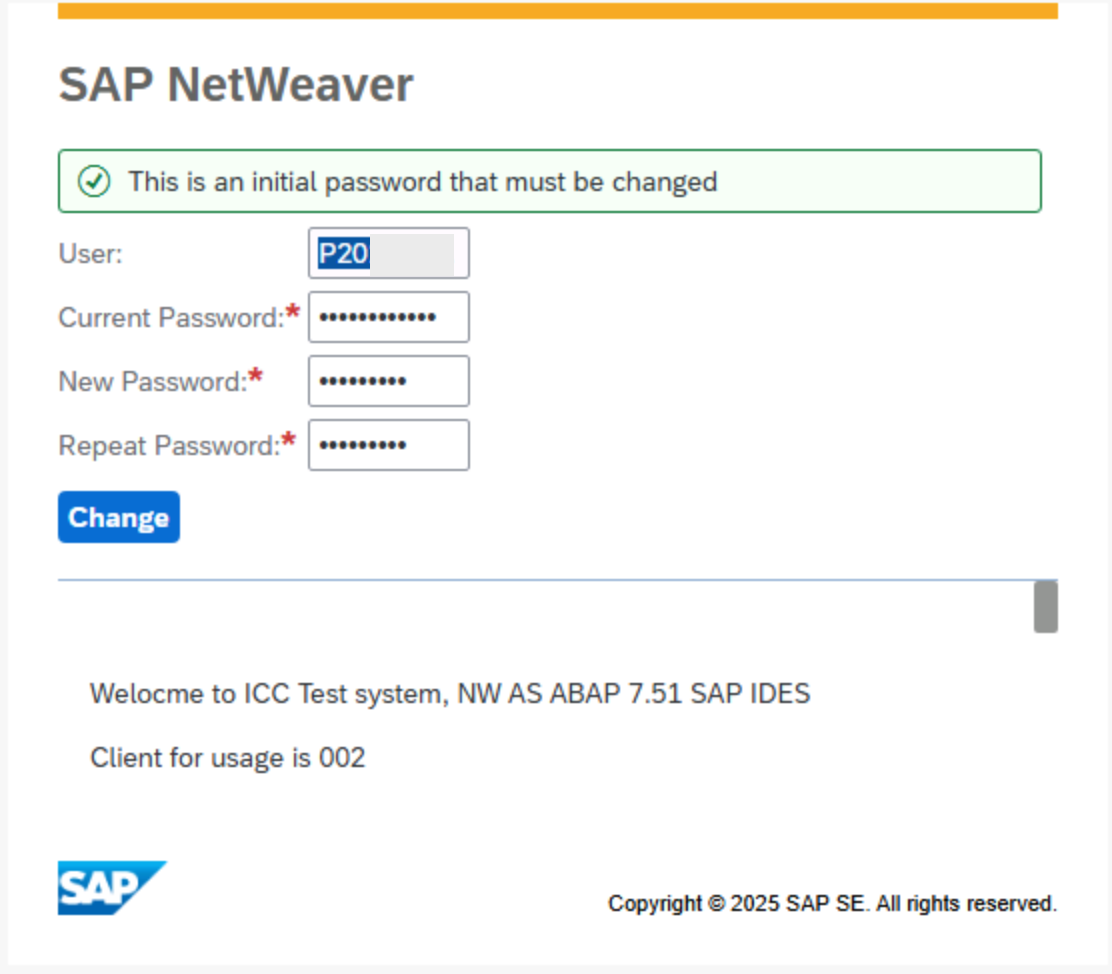 SAP NetWeaver
This is an initial password that must be changed
User: P20
Current Password:* ••••••••••••
New Password:* •••••••••
Repeat Password:* •••••••••
Change
Welocme to ICC Test system, NW AS ABAP 7.51 SAP IDES
Client for usage is 002
SAP
Copyright © 2025 SAP SE. All rights reserved.